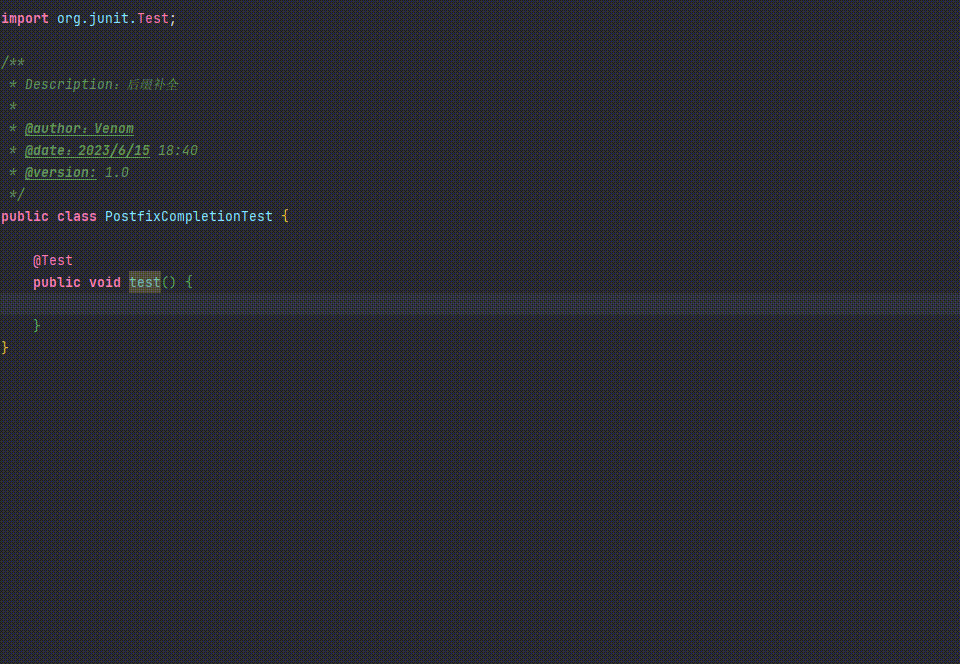 import org.junit.Test;
/**
 * Description: 后缀补全
 *
 * @author: Venom
 * @date: 2023/6/15 18:40
 * @version: 1.0
 */
public class PostfixCompletionTest {
    @Test
    public void test() {
    }
}